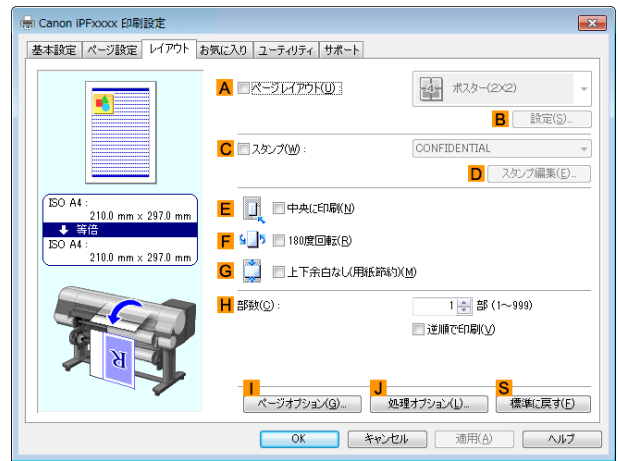 Canon iPFxxxx 印刷設定
基本設定 ページ設定 レイアウト お気に入り ユーティリティ サポート
A ページレイアウト(U) : 4 ポスター(2×2)
B 設定(S)...
C スタンプ(W) : CONFIDENTIAL
D スタンプ編集(E)...
ISO A4 :
210.0 mm x 297.0 mm
等倍
ISO A4 :
210.0 mm x 297.0 mm
E 中央に印刷(N)
F 180度回転(R)
G 上下余白なし(用紙節約)(M)
H 部数(C) : 1 部 (1～999)
逆順で印刷(V)
R
I ページオプション(G)...
J 処理オプション(L)...
S 標準に戻す(F)
OK キャンセル 適用(A) ヘルプ